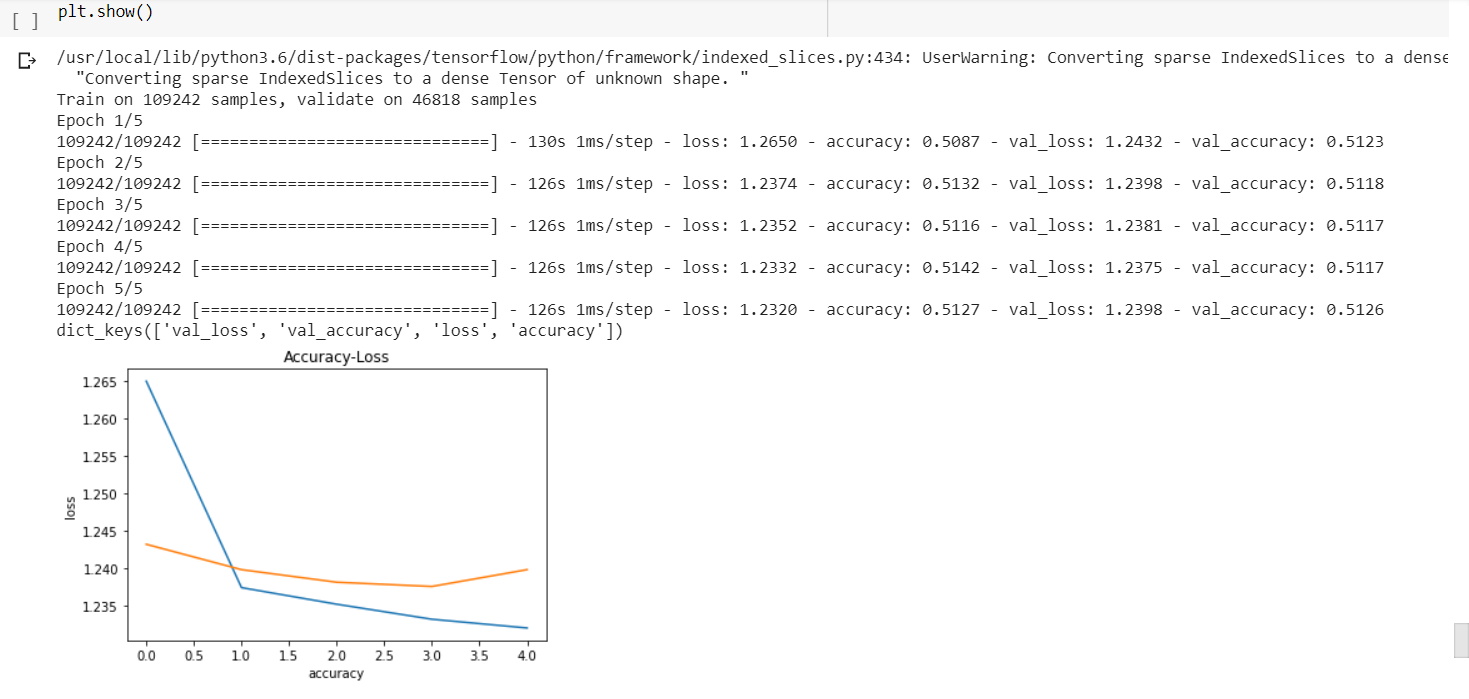 plt.show()
[ ]
/usr/local/lib/python3.6/dist-packages/tensorflow/python/framework/indexed_slices.py:434: UserWarning: Converting sparse IndexedSlices to a dense
"Converting sparse IndexedSlices to a dense Tensor of unknown shape. "
Train on 109242 samples, validate on 46818 samples
Epoch 1/5
109242/109242 [==============================] - 130s 1ms/step - loss: 1.2650 - accuracy: 0.5087 - val_loss: 1.2432 - val_accuracy: 0.5123
Epoch 2/5
109242/109242 [==============================] - 126s 1ms/step - loss: 1.2374 - accuracy: 0.5132 - val_loss: 1.2398 - val_accuracy: 0.5118
Epoch 3/5
109242/109242 [==============================] - 126s 1ms/step - loss: 1.2352 - accuracy: 0.5116 - val_loss: 1.2381 - val_accuracy: 0.5117
Epoch 4/5
109242/109242 [==============================] - 126s 1ms/step - loss: 1.2332 - accuracy: 0.5142 - val_loss: 1.2375 - val_accuracy: 0.5117
Epoch 5/5
109242/109242 [==============================] - 126s 1ms/step - loss: 1.2320 - accuracy: 0.5127 - val_loss: 1.2398 - val_accuracy: 0.5126
dict_keys(['val_loss', 'val_accuracy', 'loss', 'accuracy'])
Accuracy-Loss
1.265
1.260
1.255
1.250
1.245
1.240
1.235
loss
0.0 0.5 1.0 1.5 2.0 2.5 3.0 3.5 4.0
accuracy